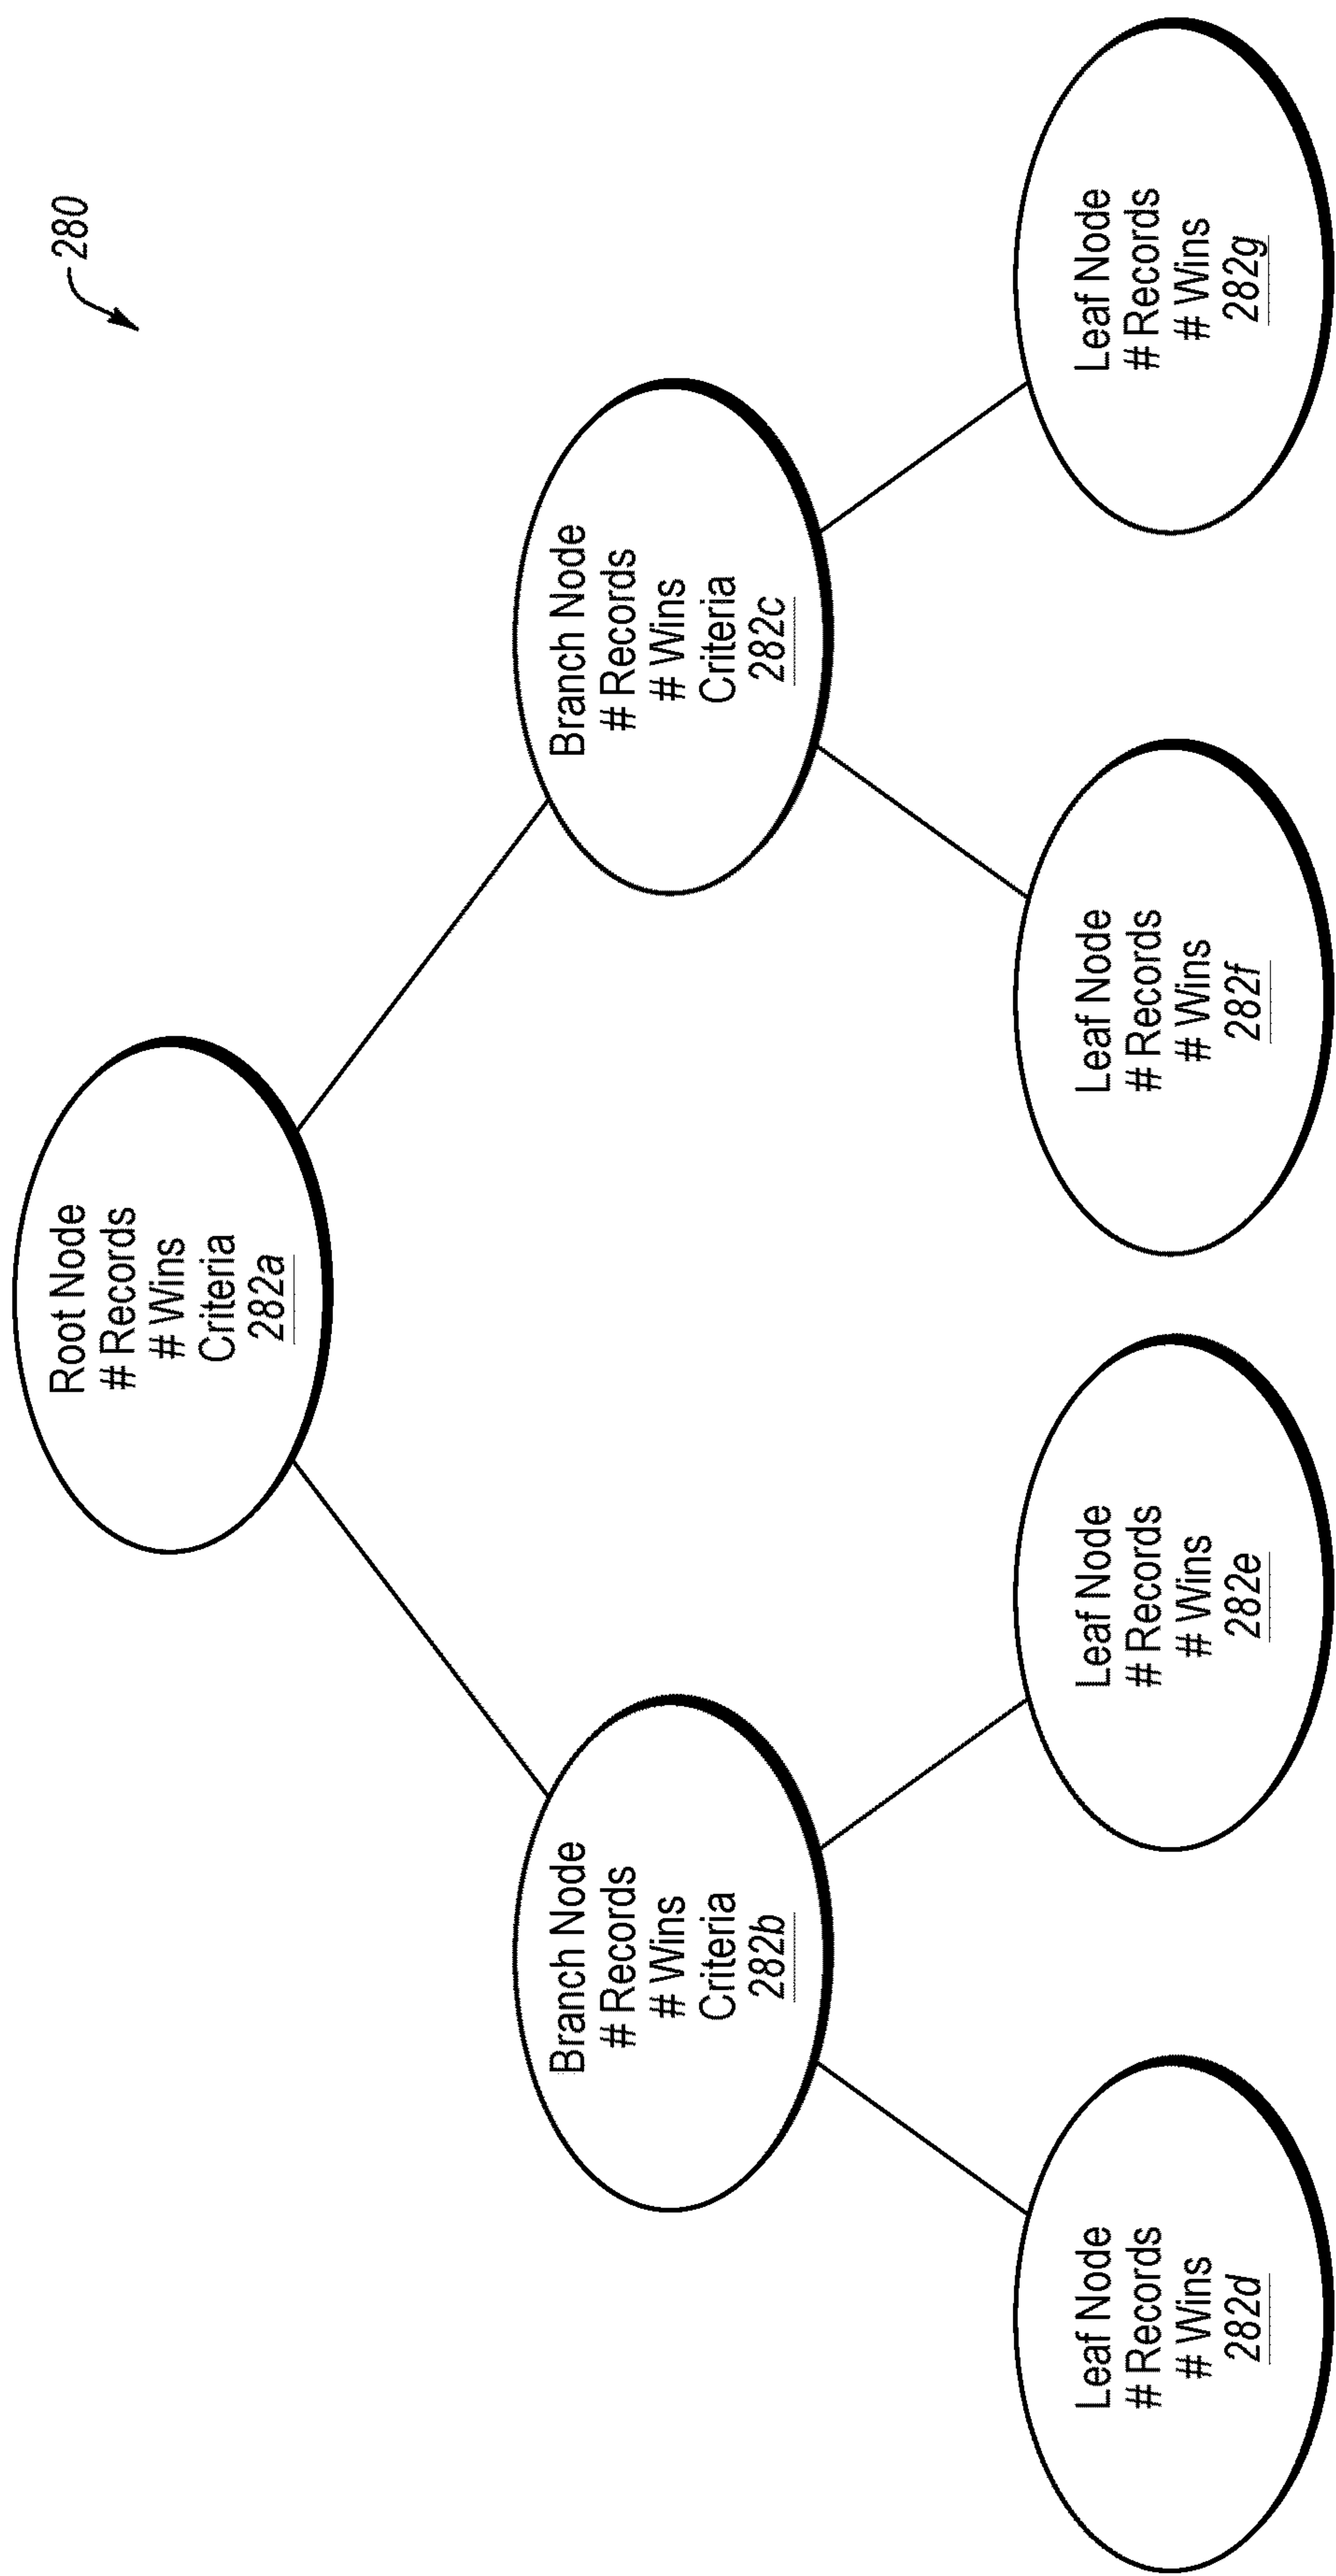 280
Root Node
# Records
# Wins
Criteria
282a
Branch Node
# Records
# Wins
Criteria
282b
Branch Node
# Records
# Wins
Criteria
282c
Leaf Node
# Records
# Wins
282d
Leaf Node
# Records
# Wins
282e
Leaf Node
# Records
# Wins
282f
Leaf Node
# Records
# Wins
282g